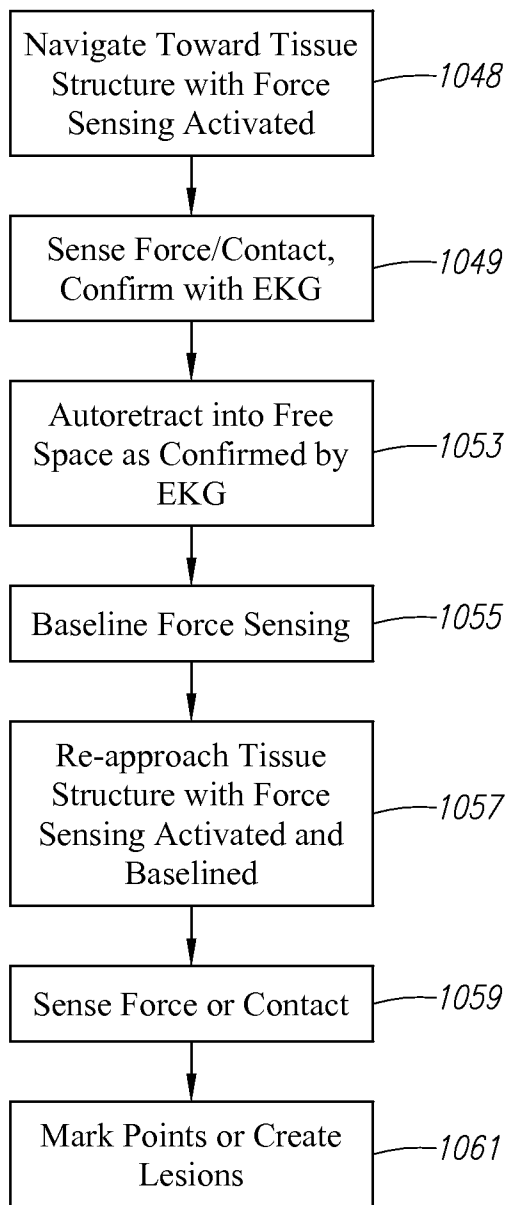 Navigate Toward Tissue
Structure with Force
Sensing Activated
1048
Sense Force/Contact,
Confirm with EKG
1049
Autoretract into Free
Space as Confirmed by
EKG
1053
Baseline Force Sensing
1055
Re-approach Tissue
Structure with Force
Sensing Activated and
Baselined
1057
Sense Force or Contact
1059
Mark Points or Create
Lesions
1061